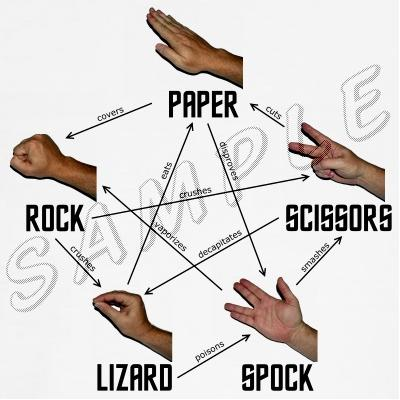 PAPER
covers
cuts
eats
disproves
crushes
ROCK
SCISSORS
vaporizes
decapitates
crushes
smashes
LIZARD
poisons
SPOCK
SAMPLE